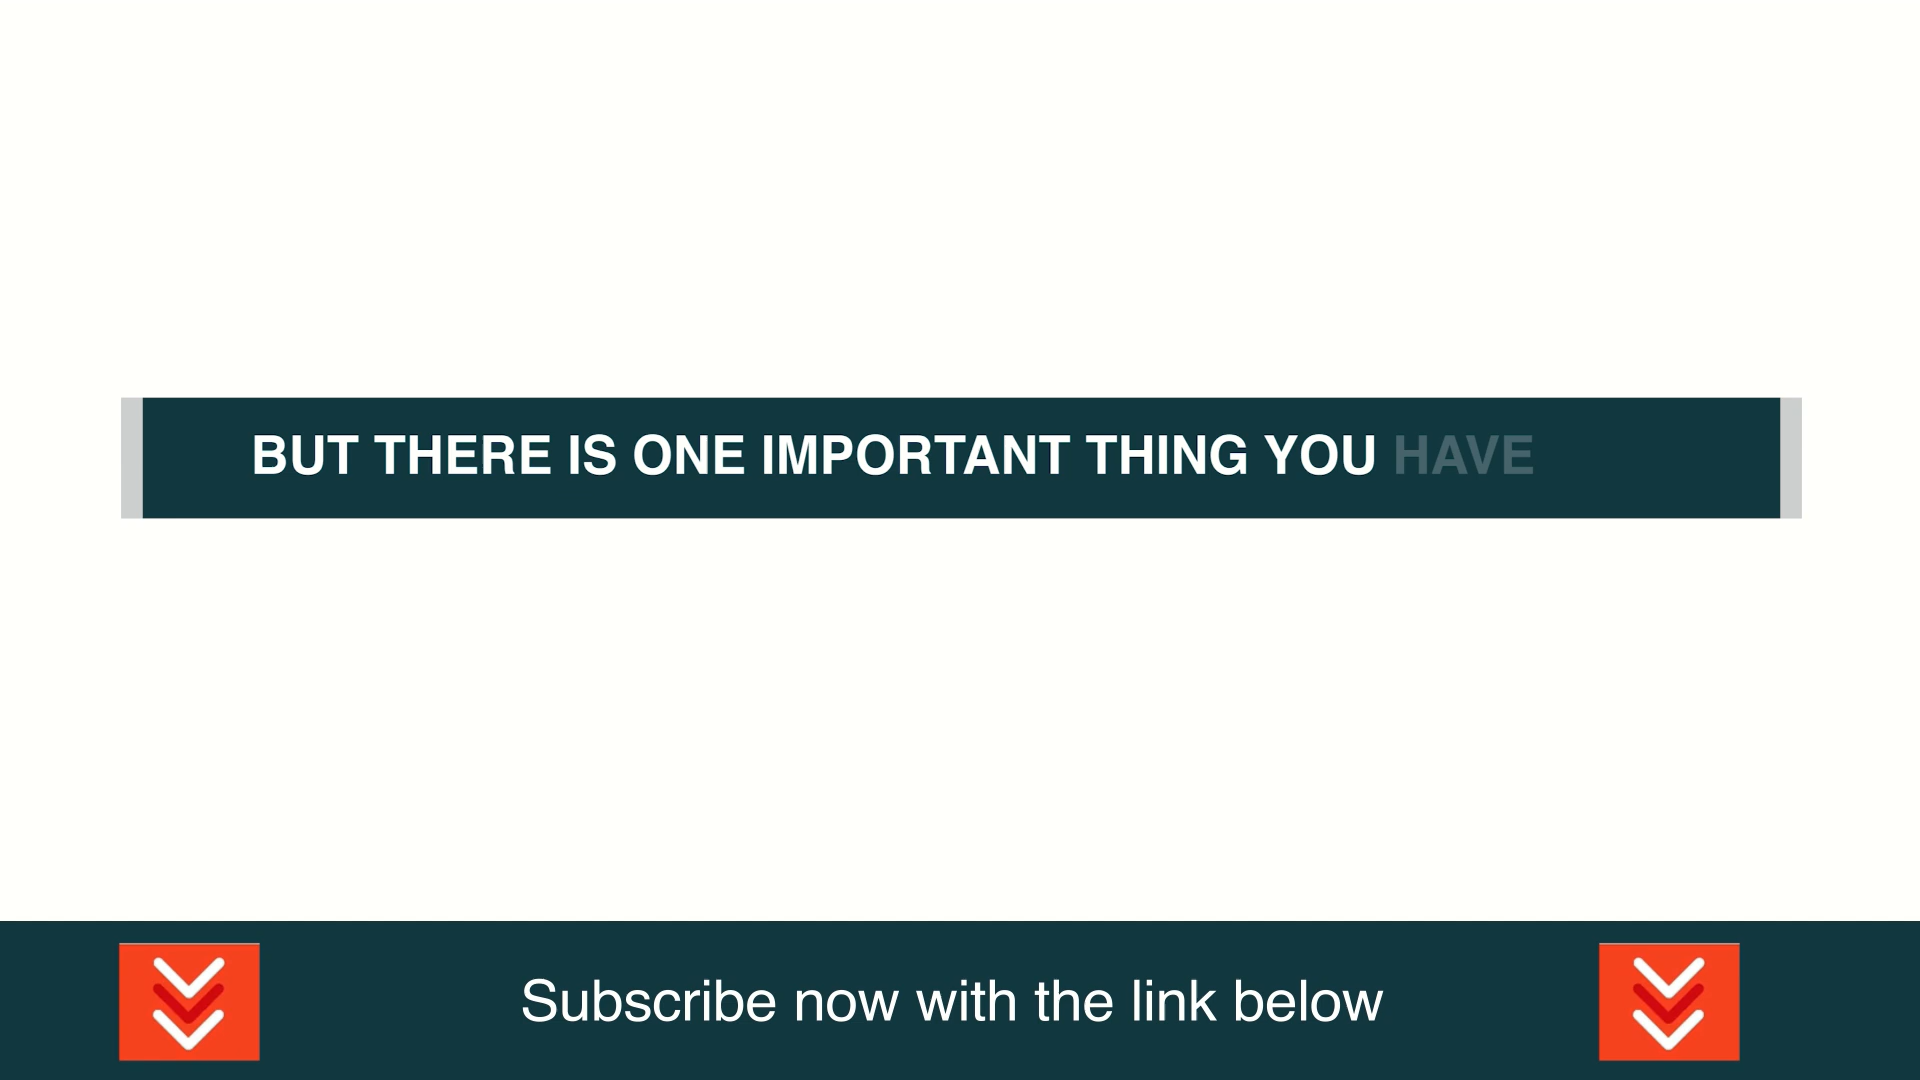 BUT THERE IS ONE IMPORTANT THING YOU HAVE
Subscribe now with the link below